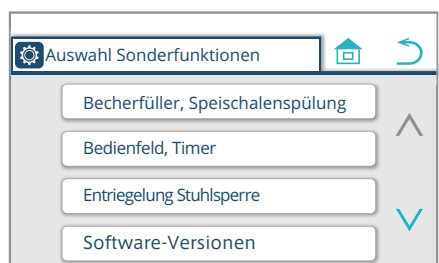 Auswahl Sonderfunktionen
Becherfüller, Speischalenspülung
Bedienfeld, Timer
Entriegelung Stuhlsperre
Software-Versionen